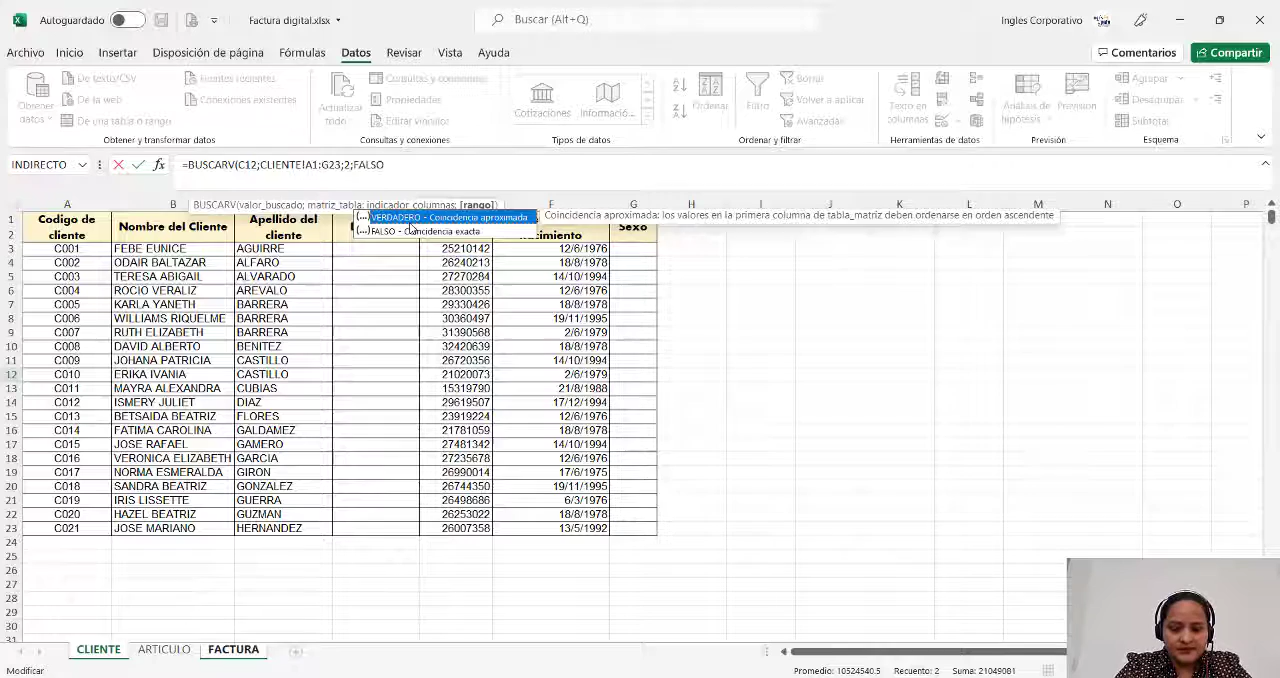 Autoguardado
Factura digital.xlsx
Buscar (Alt+Q)
Ingles Corporativo
Archivo Inicio Insertar Disposición de página Fórmulas Datos Revisar Vista Ayuda
Comentarios Compartir
Obtener datos
De texto/CSV
De la web
De una tabla o rango
Fuentes recientes
Conexiones existentes
Obtener y transformar datos
Actualizar todo
Consultas y conexiones
Propiedades
Editar vínculos
Consultas y conexiones
Cotizaciones
Informació...
Tipos de datos
Ordenar
Filtro
Borrar
Volver a aplicar
Avanzadas
Ordenar y filtrar
Texto en columnas
Herramientas de datos
Análisis de hipótesis
Previsión
Previsión
Agrupar
Desagrupar
Subtotal
Esquema
INDIRECTO fx =BUSCARV(C12;CLIENTE!A1:G23;2;FALSO
BUSCARV(valor_buscado; matriz_tabla; indicador_columnas; [rango])
VERDADERO - Coincidencia aproximada
FALSO - Coincidencia exacta
Coincidencia aproximada: los valores en la primera columna de tabla_matriz deben ordenarse en orden ascendente
A B C G H I J K L M N O P
1 2 Codigo de cliente Nombre del Cliente Apellido del cliente Sexo
3 C001 FEBE EUNICE AGUIRRE 25210142 12/6/1976
4 C002 ODAIR BALTAZAR ALFARO 26240213 18/8/1978
5 C003 TERESA ABIGAIL ALVARADO 27270284 14/10/1994
6 C004 ROCIO VERALIZ AREVALO 28300355 12/6/1976
7 C005 KARLA YANETH BARRERA 29330426 18/8/1978
8 C006 WILLIAMS RIQUELME BARRERA 30360497 19/11/1995
9 C007 RUTH ELIZABETH BARRERA 31390568 2/6/1979
10 C008 DAVID ALBERTO BENITEZ 32420639 18/8/1978
11 C009 JOHANA PATRICIA CASTILLO 26720356 14/10/1994
12 C010 ERIKA IVANIA CASTILLO 21020073 2/6/1979
13 C011 MAYRA ALEXANDRA CUBIAS 15319790 21/8/1988
14 C012 ISMERY JULIET DIAZ 29619507 17/12/1994
15 C013 BETSAIDA BEATRIZ FLORES 23919224 12/6/1976
16 C014 FATIMA CAROLINA GALDAMEZ 21781059 18/8/1978
17 C015 JOSE RAFAEL GAMERO 27481342 14/10/1994
18 C016 VERONICA ELIZABETH GARCIA 27235678 12/6/1976
19 C017 NORMA ESMERALDA GIRON 26990014 17/6/1975
20 C018 SANDRA BEATRIZ GONZALEZ 26744350 19/11/1995
21 C019 IRIS LISSETTE GUERRA 26498686 6/3/1976
22 C020 HAZEL BEATRIZ GUZMAN 26253022 18/8/1978
23 C021 JOSE MARIANO HERNANDEZ 26007358 13/5/1992
24
25
26
27
28
29
30
31
CLIENTE ARTICULO FACTURA
Modificar
Promedio: 10524540.5 Recuento: 2 Suma: 21049081